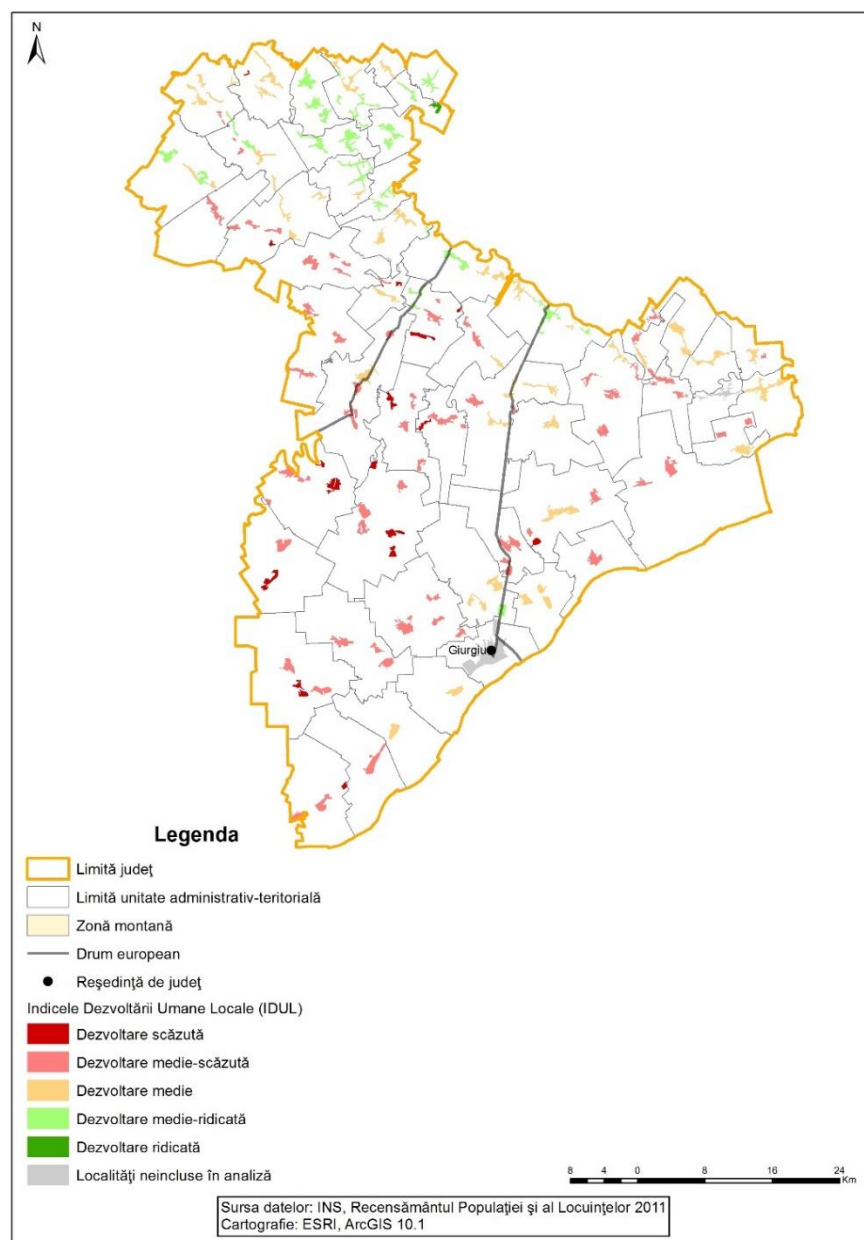 N
Giurgiu
Legenda
Limită județ
Limită unitate administrativ-teritorială
Zonă montană
Drum european
Reşedinţă de judeţ
Indicele Dezvoltării Umane Locale (IDUL)
Dezvoltare scăzută
Dezvoltare medie-scăzută
Dezvoltare medie
Dezvoltare medie-ridicată
Dezvoltare ridicată
Localităţi neincluse în analiză
8 4 0 8 16 24
Km
Sursa datelor: INS, Recensământul Populaţiei şi al Locuinţelor 2011
Cartografie: ESRI, ArcGIS 10.1